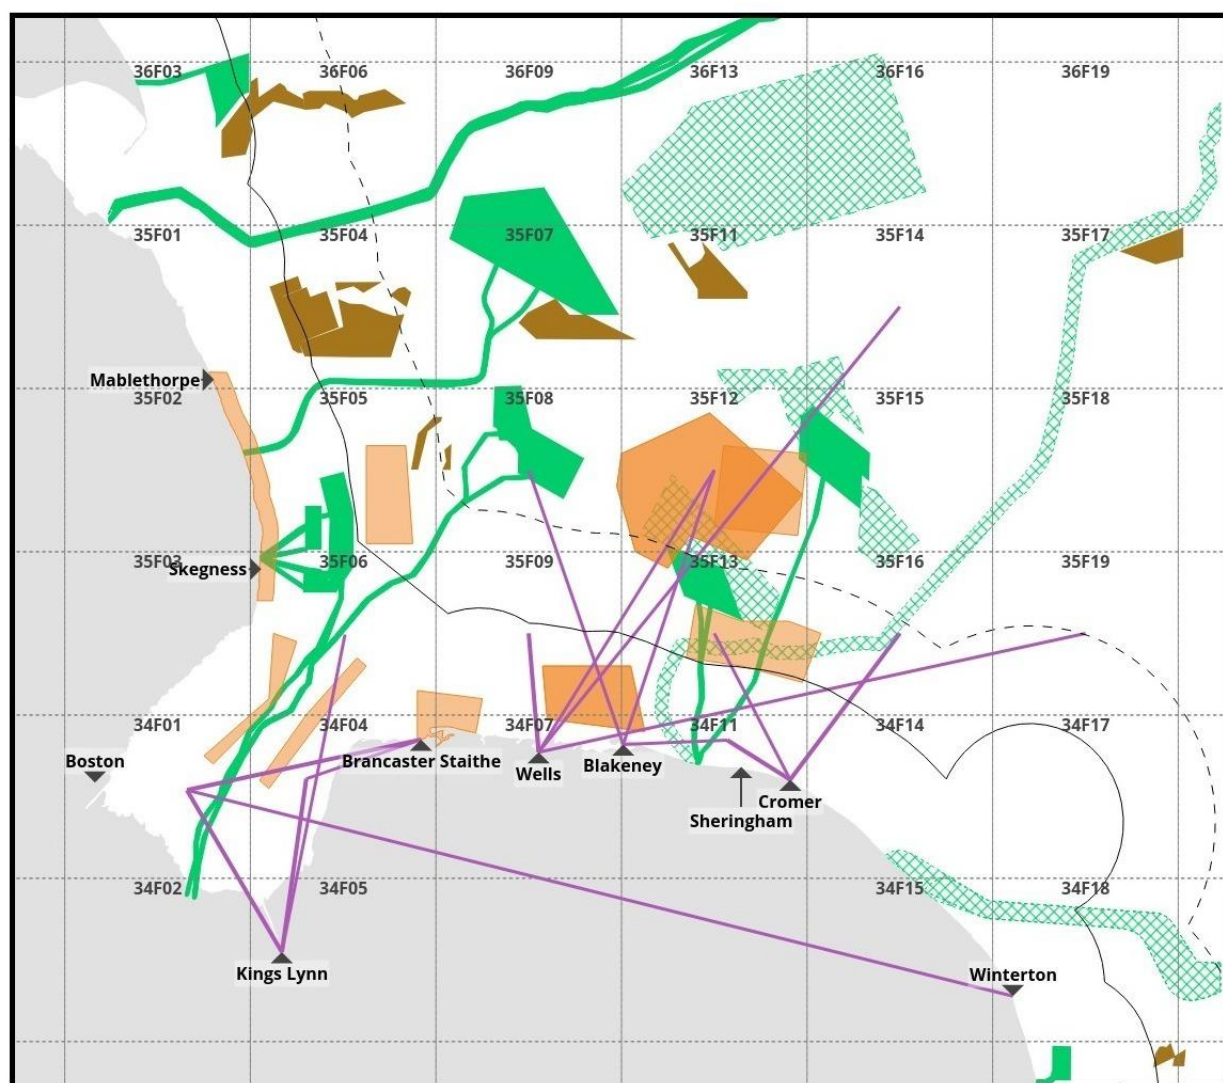 36F03 36F06 36F09 36F13 36F16 36F19
35F01 35F04 35F07 35F11 35F14 35F17
Mablethorpe
35F02 35F05 35F08 35F12 35F15 35F18
35F03 35F06 35F09 35F13 35F16 35F19
Skegness
34F01 34F04 34F07 34F11 34F14 34F17
Boston
Brancaster Staithe
Wells
Blakeney
Cromer
Sheringham
34F02 34F05 34F15 34F18
Kings Lynn
Winterton